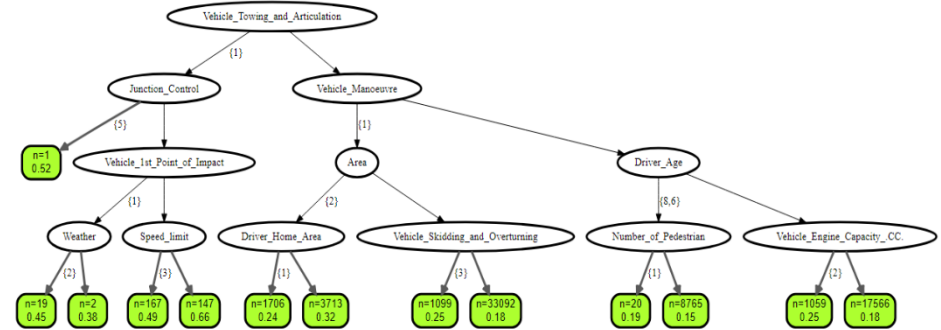 Vehicle_Towing_and_Articulation
{1}
Junction_Control
Vehicle_Manoeuvre
{5}
{1}
n=1
0.52
Vehicle_1st_Point_of_Impact
Area
Driver_Age
{1}
{2}
{8,6}
Weather
Speed_limit
Driver_Home_Area
Vehicle_Skidding_and_Overturning
Number_of_Pedestrian
Vehicle_Engine_Capacity_.CC.
{2}
{3}
{1}
{3}
{1}
{2}
n=19
0.45
n=2
0.38
n=167
0.49
n=147
0.66
n=1706
0.24
n=3713
0.32
n=1099
0.25
n=33092
0.18
n=20
0.19
n=8765
0.15
n=1059
0.25
n=17566
0.18